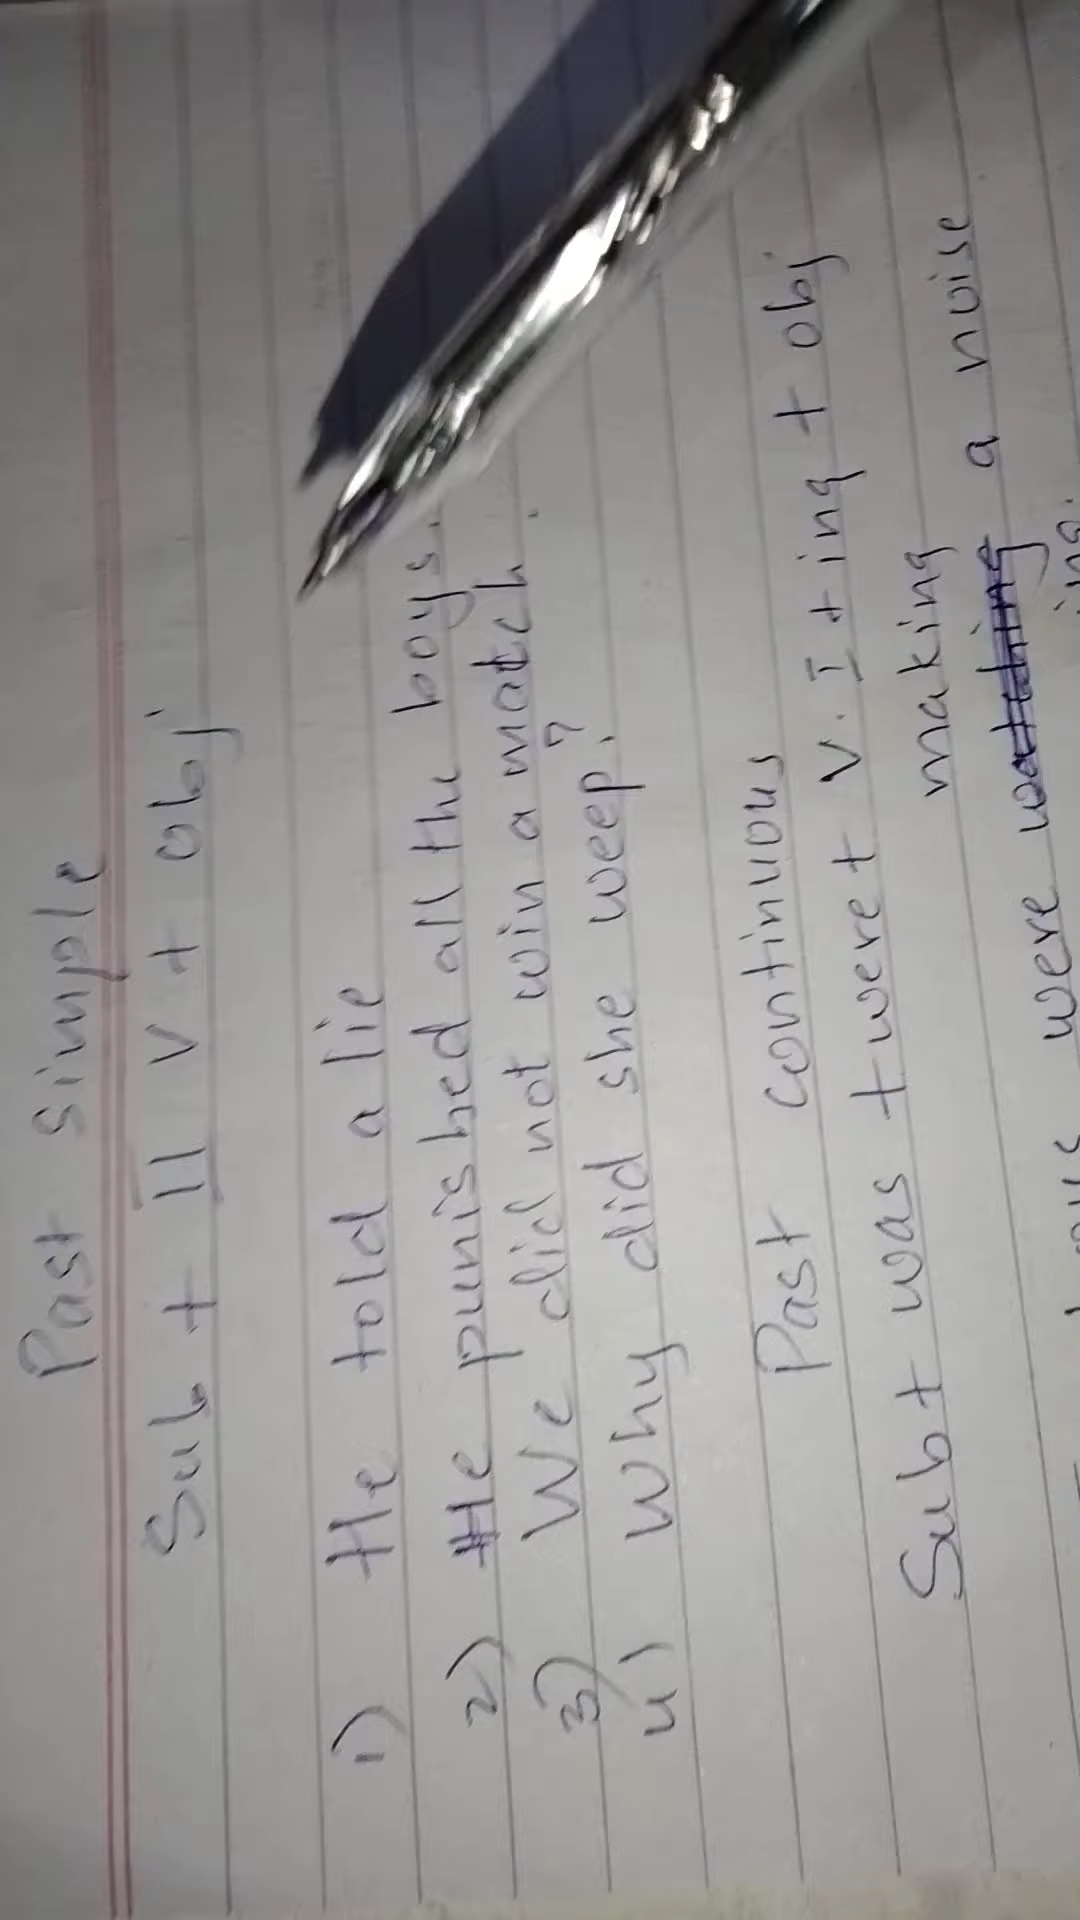 Past simple
Sub + II V + obj
1) He told a lie
2) He punished all the boys.
3) We did not win a match.
4) Why did she weep?
Past continuous
Sub + was + were + V. I + ing + obj
making
were a noise